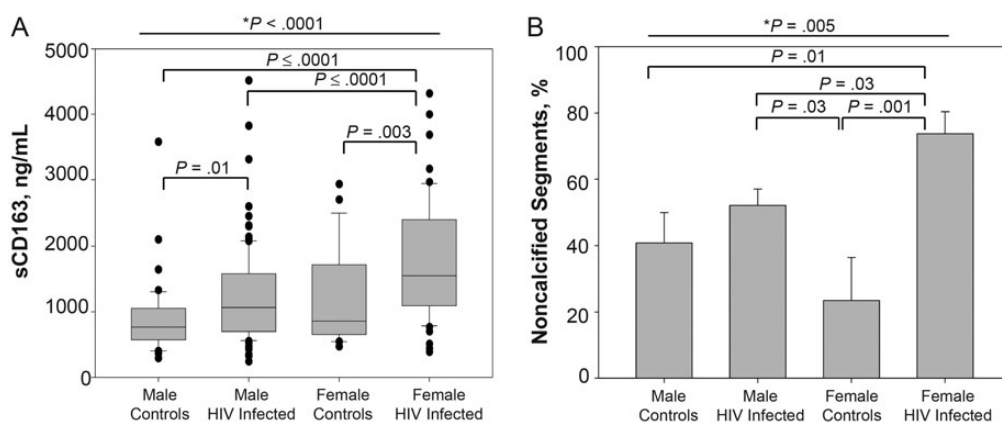 A
*P < .0001
5000
P ≤ .0001
P ≤ .0001
4000
P = .003
3000
P = .01
2000
1000
0
sCD163, ng/mL
Male
Controls
Male
HIV Infected
Female
Controls
Female
HIV Infected
B
*P = .005
100
P = .01
P = .03
80
P = .03
P = .001
60
40
20
0
Noncalcified Segments, %
Male
Controls
Male
HIV Infected
Female
Controls
Female
HIV Infected